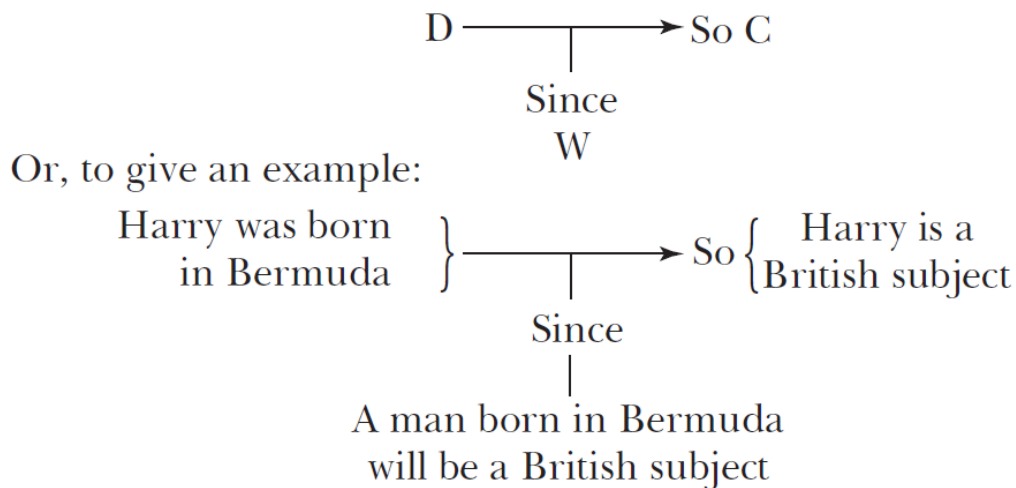 D So C
Since
W
Or, to give an example:
Harry was born
in Bermuda
So
Harry is a
British subject
Since
A man born in Bermuda
will be a British subject